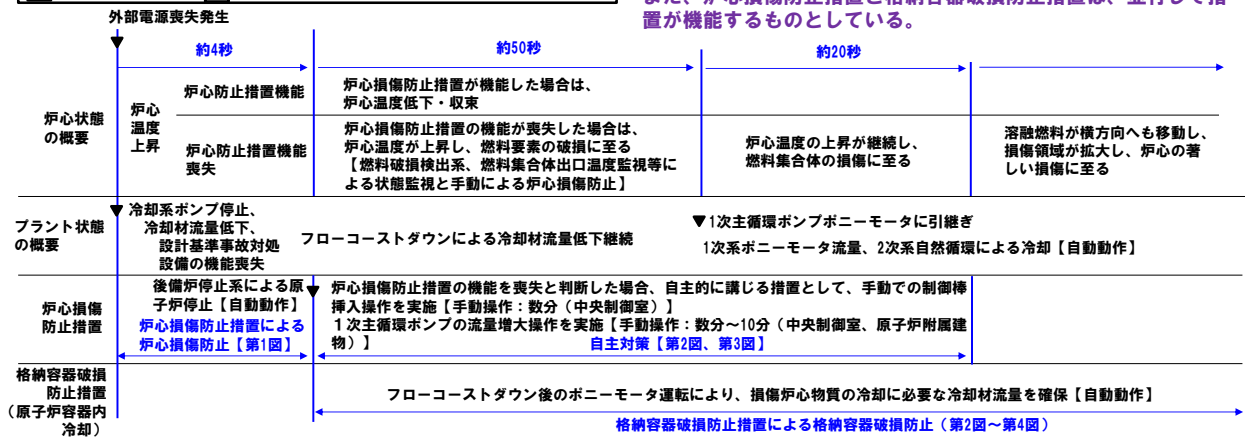 また、炉心損傷防止措置と格納容器破損防止措置は、並行して措
置が機能するものとしている。
外部電源喪失発生
約4秒
約50秒
約20秒
炉心状態
の概要
炉心
温度
上昇
炉心防止措置機能
炉心損傷防止措置が機能した場合は、
炉心温度低下・収束
炉心防止措置機能
喪失
炉心損傷防止措置の機能が喪失した場合は、
炉心温度が上昇し、燃料要素の破損に至る
【燃料破損検出系、燃料集合体出口温度監視等に
よる状態監視と手動による炉心損傷防止】
炉心温度の上昇が継続し、
燃料集合体の損傷に至る
溶融燃料が横方向へも移動し、
損傷領域が拡大し、炉心の著
しい損傷に至る
プラント状態
の概要
▼冷却系ポンプ停止、
冷却材流量低下、
設計基準事故対処
設備の機能喪失
フローコーストダウンによる冷却材流量低下継続
▼1次主循環ポンプポニーモータに引継ぎ
1次系ポニーモータ流量、2次系自然循環による冷却【自動動作】
炉心損傷
防止措置
後備炉停止系による原
子炉停止【自動動作】
炉心損傷防止措置による
炉心損傷防止【第1図】
▼炉心損傷防止措置の機能を喪失と判断した場合、自主的に講じる措置として、手動での制御棒
挿入操作を実施【手動操作：数分（中央制御室）】
１次主循環ポンプの流量増大操作を実施【手動操作：数分～10分（中央制御室、原子炉附属建
物）】
自主対策【第2図、第3図】
格納容器破損
防止措置
（原子炉容器内
冷却）
フローコーストダウン後のポニーモータ運転により、損傷炉心物質の冷却に必要な冷却材流量を確保【自動動作】
格納容器破損防止措置による格納容器破損防止（第2図～第4図）